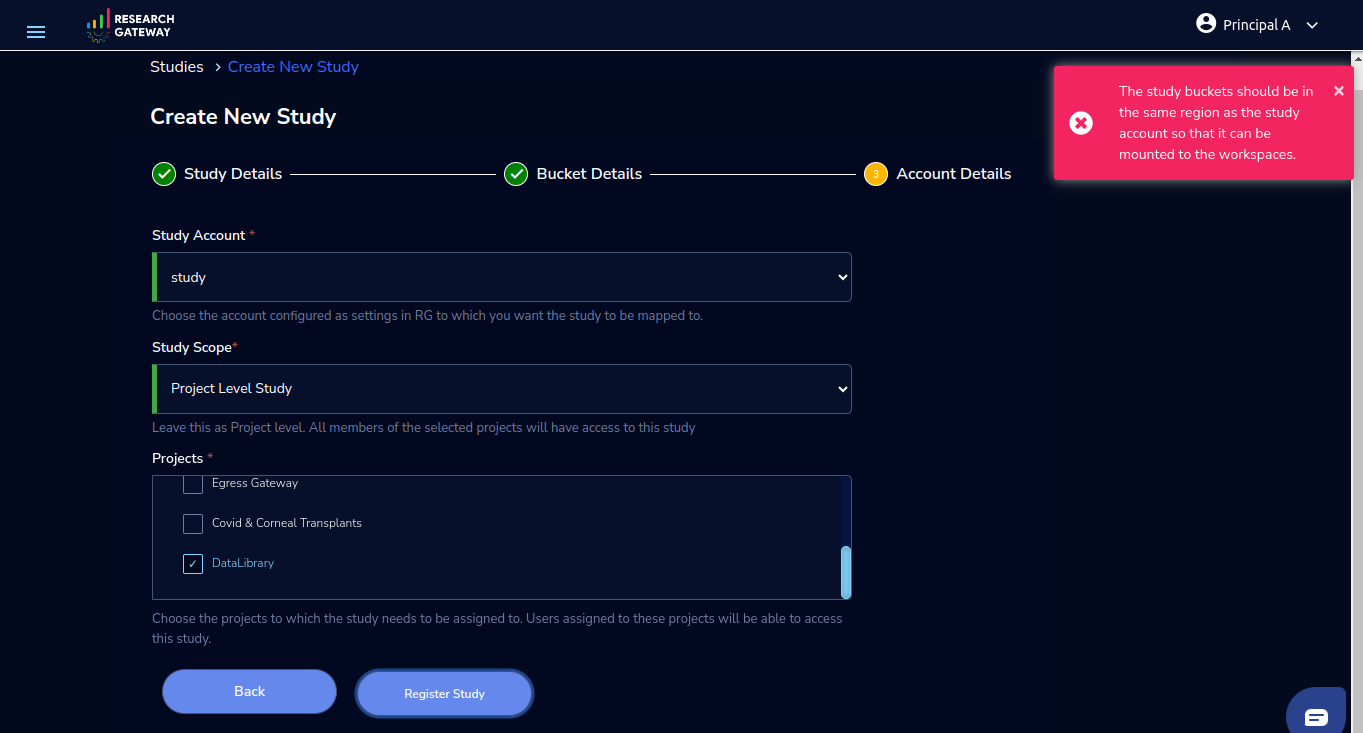 RESEARCH
GATEWAY
Principal A
Studies > Create New Study
The study buckets should be in
the same region as the study
account so that it can be
mounted to the workspaces.
Create New Study
Study Details
Bucket Details
3 Account Details
Study Account *
study
Choose the account configured as settings in RG to which you want the study to be mapped to.
Study Scope*
Project Level Study
Leave this as Project level. All members of the selected projects will have access to this study
Projects *
Egress Gateway
Covid & Corneal Transplants
DataLibrary
Choose the projects to which the study needs to be assigned to. Users assigned to these projects will be able to access
this study.
Back
Register Study